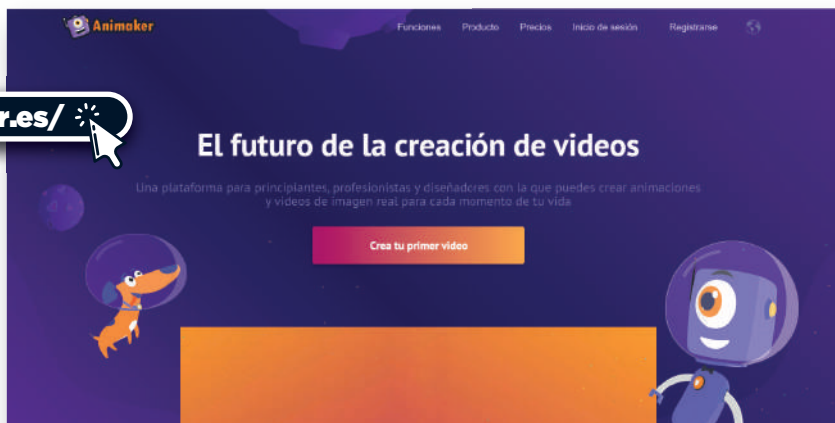 Animaker
Funciones Producto Precios Inicio de sesión Registrarse
r.es/
El futuro de la creación de videos
Una plataforma para principiantes, profesionistas y diseñadores con la que puedes crear animaciones
y videos de imagen real para cada momento de tu vida
Crea tu primer video